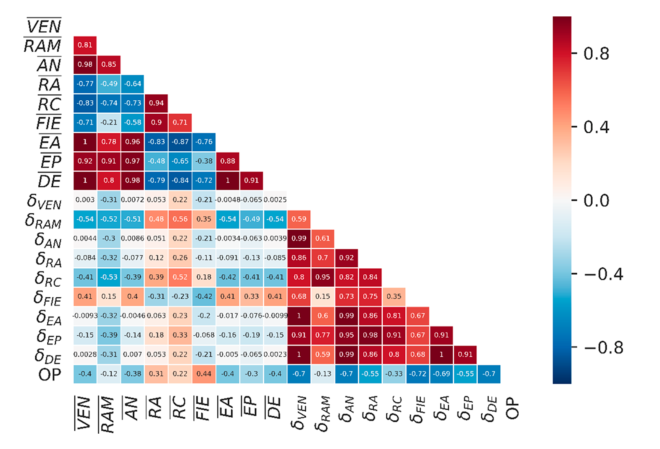 VEN
RAM 0.81
AN 0.98 0.85
RA -0.77 -0.49 -0.64
RC -0.83 -0.74 -0.73 0.94
FIE -0.71 -0.21 -0.58 0.9 0.71
EA 1 0.78 0.96 -0.83 -0.87 -0.76
EP 0.92 0.91 0.97 -0.48 -0.65 -0.38 0.88
DE 1 0.8 0.98 -0.79 -0.84 -0.72 1 0.91
δVEN 0.003 -0.31 0.0072 0.053 0.22 -0.21 -0.0048 -0.065 0.0025
δRAM -0.54 -0.52 -0.51 0.48 0.56 0.35 -0.54 -0.49 -0.54 0.59
δAN 0.0044 -0.3 0.0086 0.051 0.22 -0.21 -0.0034 -0.063 0.0039 0.99 0.61
δRA -0.084 -0.32 -0.077 0.12 0.26 -0.11 -0.091 -0.13 -0.085 0.86 0.7 0.92
δRC -0.41 -0.53 -0.39 0.39 0.52 0.18 -0.42 -0.41 -0.41 0.8 0.95 0.82 0.84
δFIE 0.41 0.15 0.4 -0.31 -0.23 -0.42 0.41 0.33 0.41 0.68 0.15 0.73 0.75 0.35
δEA -0.0093 -0.32 -0.0046 0.063 0.23 -0.2 -0.017 -0.076 -0.0099 1 0.6 0.99 0.86 0.81 0.67
δEP -0.15 -0.39 -0.14 0.18 0.33 -0.068 -0.16 -0.19 -0.15 0.91 0.77 0.95 0.98 0.91 0.67 0.91
δDE 0.0028 -0.31 0.007 0.053 0.22 -0.21 -0.005 -0.065 0.0023 1 0.59 0.99 0.86 0.8 0.68 1 0.91
OP -0.4 -0.12 -0.38 0.31 0.22 0.44 -0.4 -0.3 -0.4 -0.7 -0.13 -0.7 -0.55 -0.33 -0.72 -0.69 -0.55 -0.7
VEN RAM AN RA RC FIE EA EP DE δVEN δRAM δAN δRA δRC δFIE δEA δEP δDE OP
0.8
0.4
0.0
−0.4
−0.8